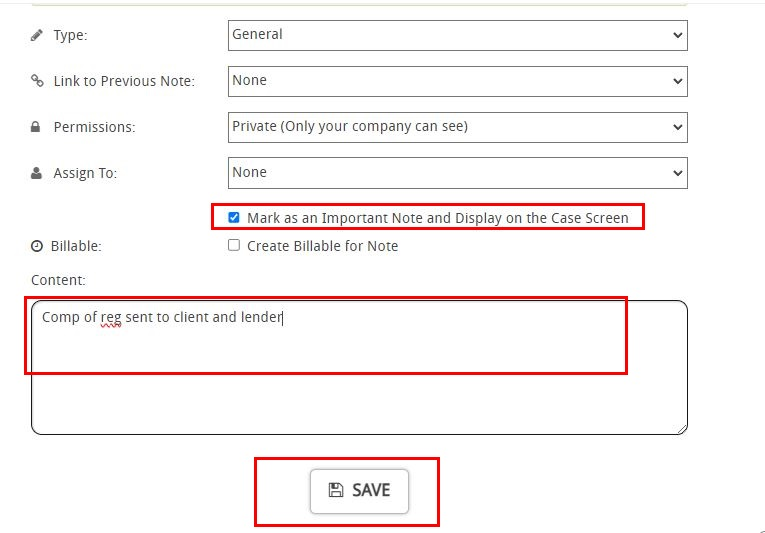 Type: General
Link to Previous Note: None
Permissions: Private (Only your company can see)
Assign To: None
Mark as an Important Note and Display on the Case Screen
Billable: Create Billable for Note
Content:
Comp of reg sent to client and lender
SAVE